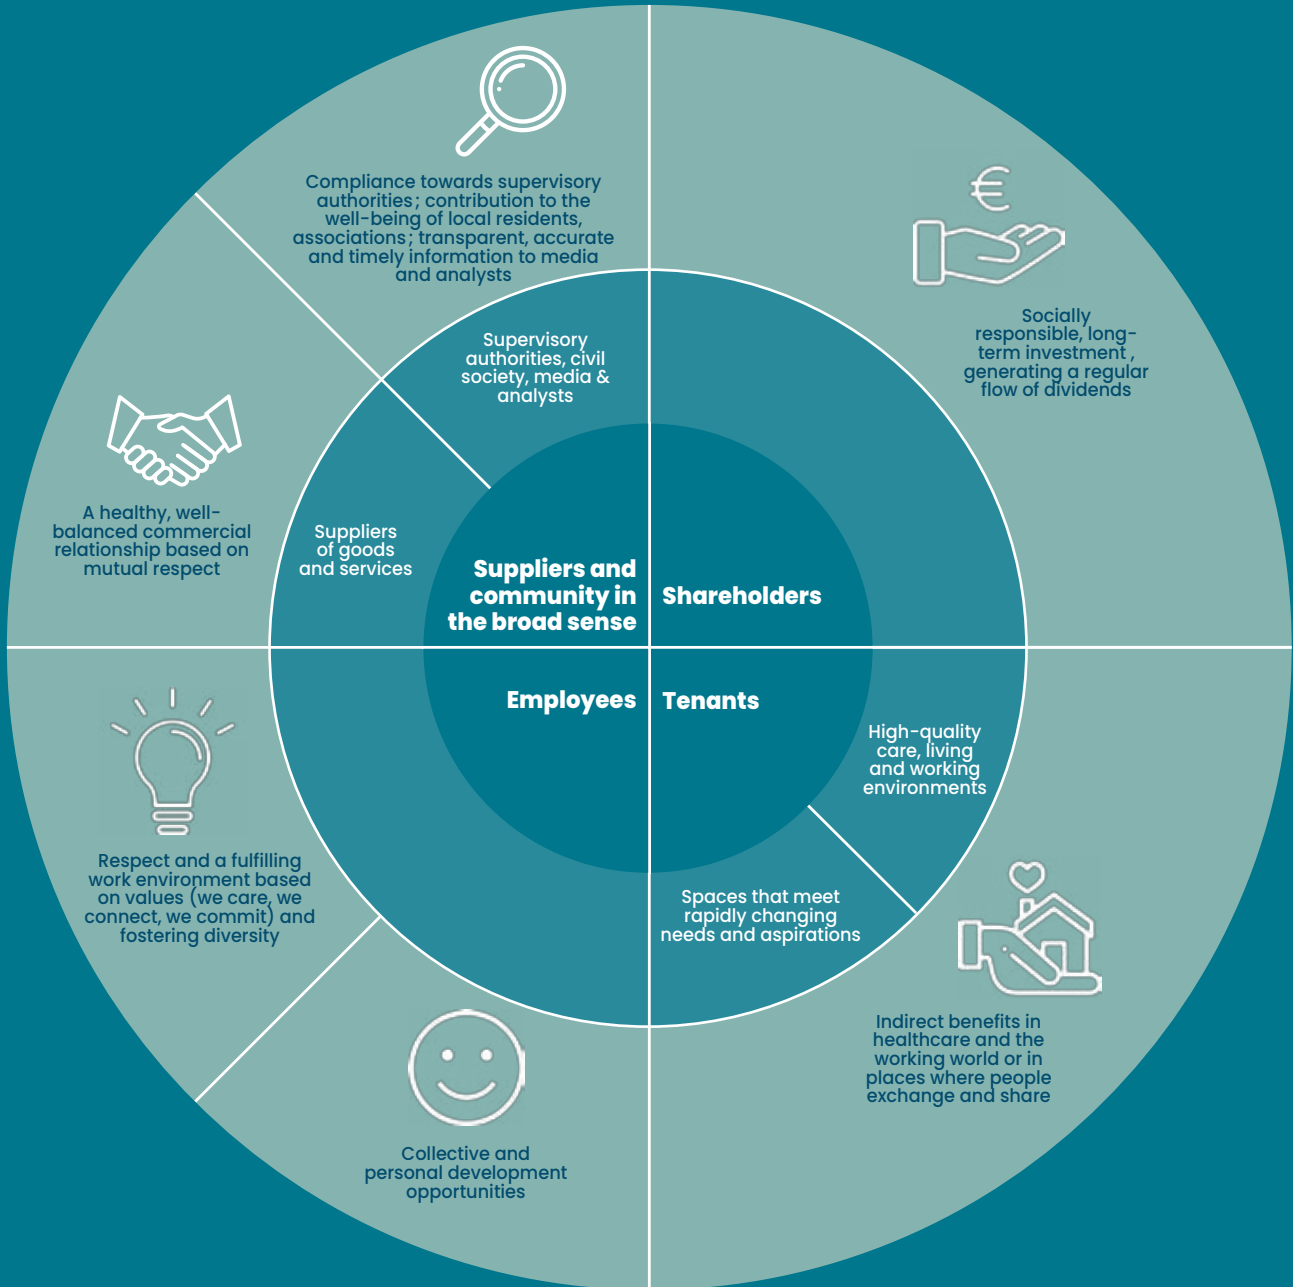 Compliance towards supervisory
authorities; contribution to the
well-being of local residents,
associations; transparent, accurate
and timely information to media
and analysts
€
Socially
responsible, long-
term investment ,
generating a regular
flow of dividends
Supervisory
authorities, civil
society, media &
analysts
A healthy, well-
balanced commercial
relationship based on
mutual respect
Suppliers
of goods
and services
Suppliers and
community in
the broad sense
Shareholders
Employees
Tenants
High-quality
care, living
and working
environments
Respect and a fulfilling
work environment based
on values (we care, we
connect, we commit) and
fostering diversity
Spaces that meet
rapidly changing
needs and aspirations
Indirect benefits in
healthcare and the
working world or in
places where people
exchange and share
Collective and
personal development
opportunities